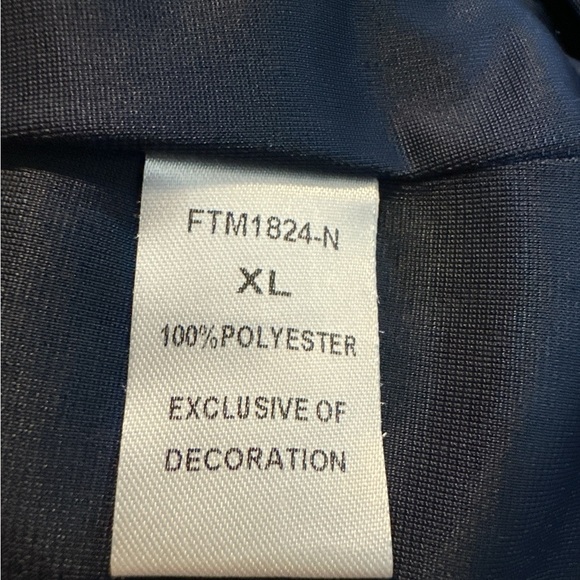 FTM1824-N
XL
100%POLYESTER
EXCLUSIVE OF
DECORATION